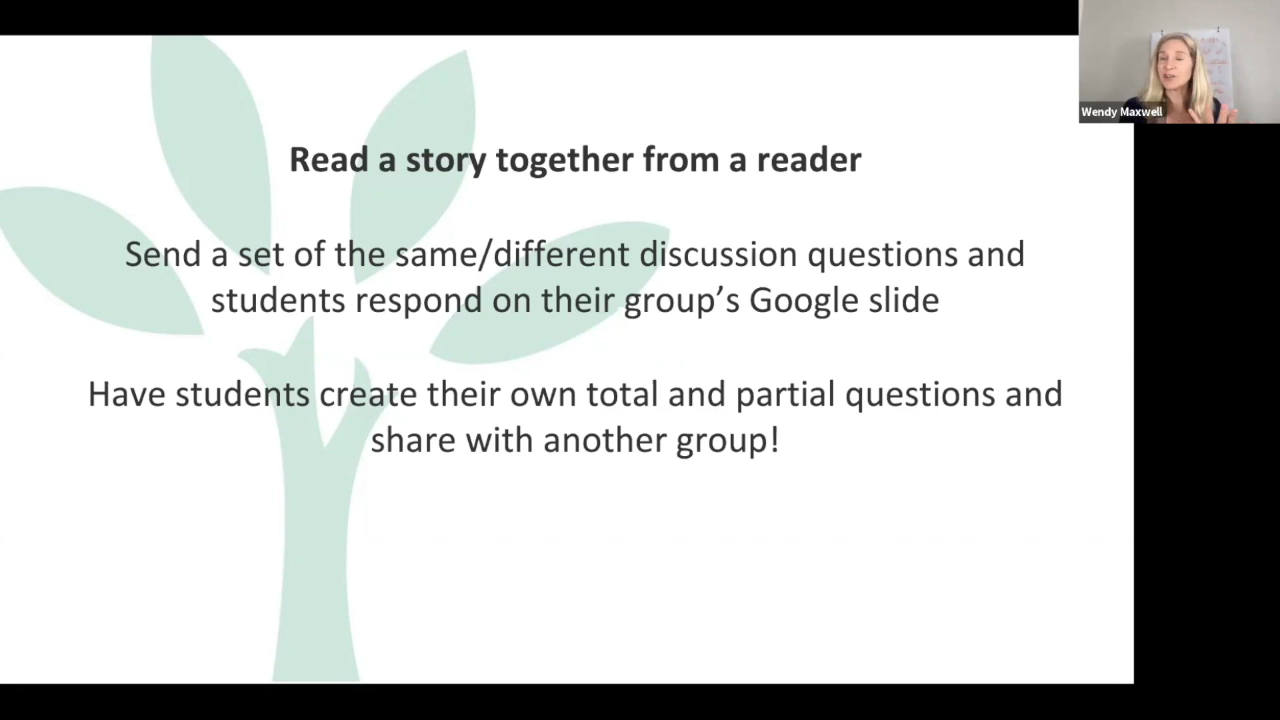 Wendy Maxwell
Read a story together from a reader
Send a set of the same/different discussion questions and
students respond on their group’s Google slide
Have students create their own total and partial questions and
share with another group!